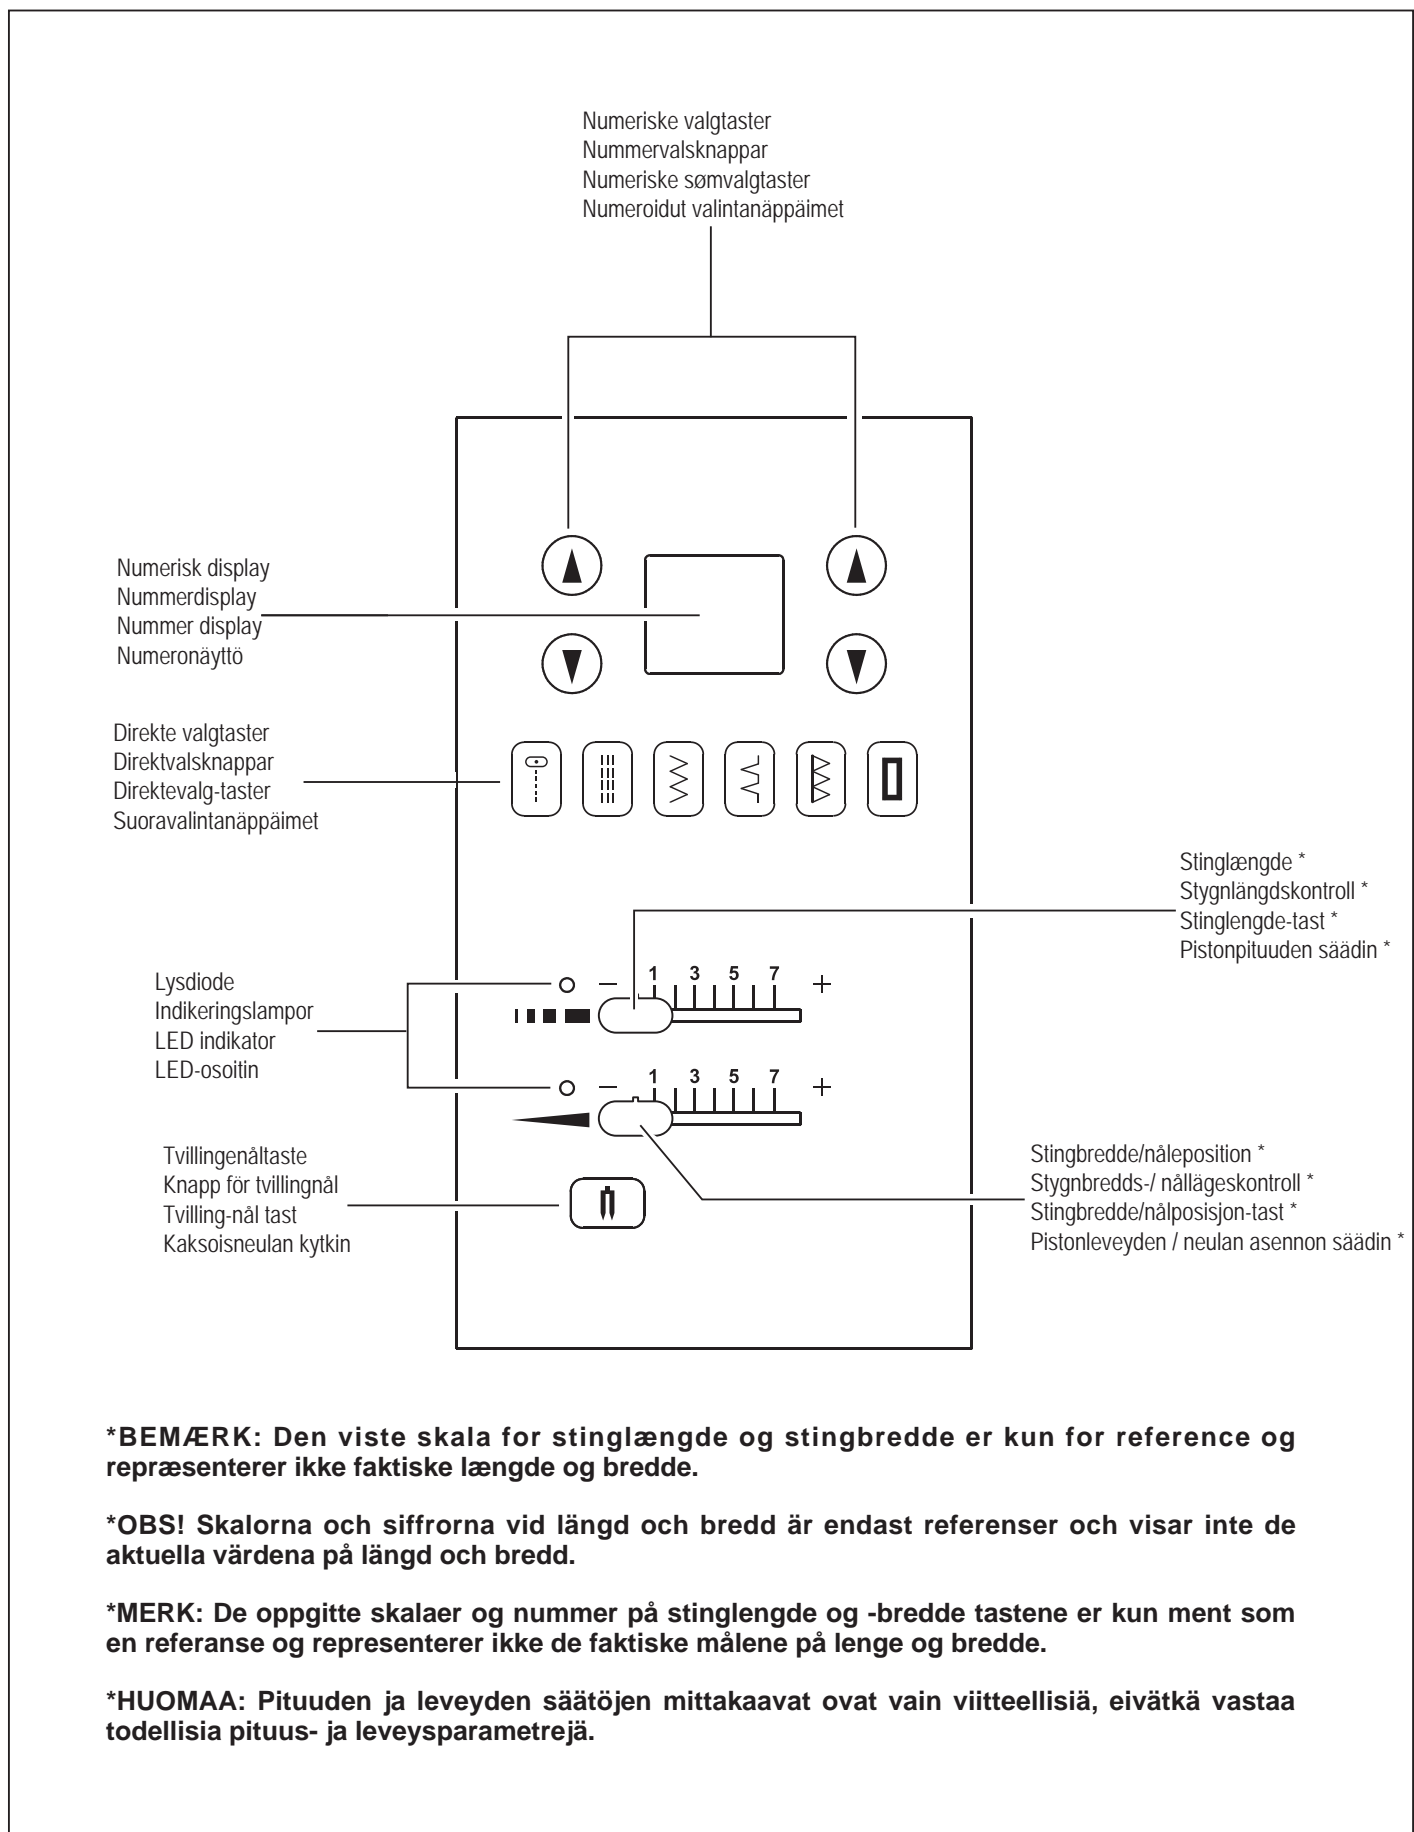 Numeriske valgtaster
Nummervalsknappar
Numeriske sømvalgtaster
Numeroidut valintanäppäimet
Numerisk display
Nummerdisplay
Nummer display
Numeronäyttö
Direkte valgtaster
Direktvalsknappar
Direktevalg-taster
Suoravalintanäppäimet
Stinglængde *
Stygnlängdskontroll *
Stinglengde-tast *
Pistonpituuden säädin *
Lysdiode
Indikeringslampor
LED indikator
LED-osoitin
− 1 3 5 7 +
− 1 3 5 7 +
Tvillingenåltaste
Knapp för tvillingnål
Tvilling-nål tast
Kaksoisneulan kytkin
Stingbredde/nåleposition *
Stygnbredds-/ nållägeskontroll *
Stingbredde/nålposisjon-tast *
Pistonleveyden / neulan asennon säädin *
*BEMÆRK: Den viste skala for stinglængde og stingbredde er kun for reference og
repræsenterer ikke faktiske længde og bredde.
*OBS! Skalorna och siffrorna vid längd och bredd är endast referenser och visar inte de
aktuella värdena på längd och bredd.
*MERK: De oppgitte skalaer og nummer på stinglengde og -bredde tastene er kun ment som
en referanse og representerer ikke de faktiske målene på lenge og bredde.
*HUOMAA: Pituuden ja leveyden säätöjen mittakaavat ovat vain viitteellisiä, eivätkä vastaa
todellisia pituus- ja leveysparametrejä.